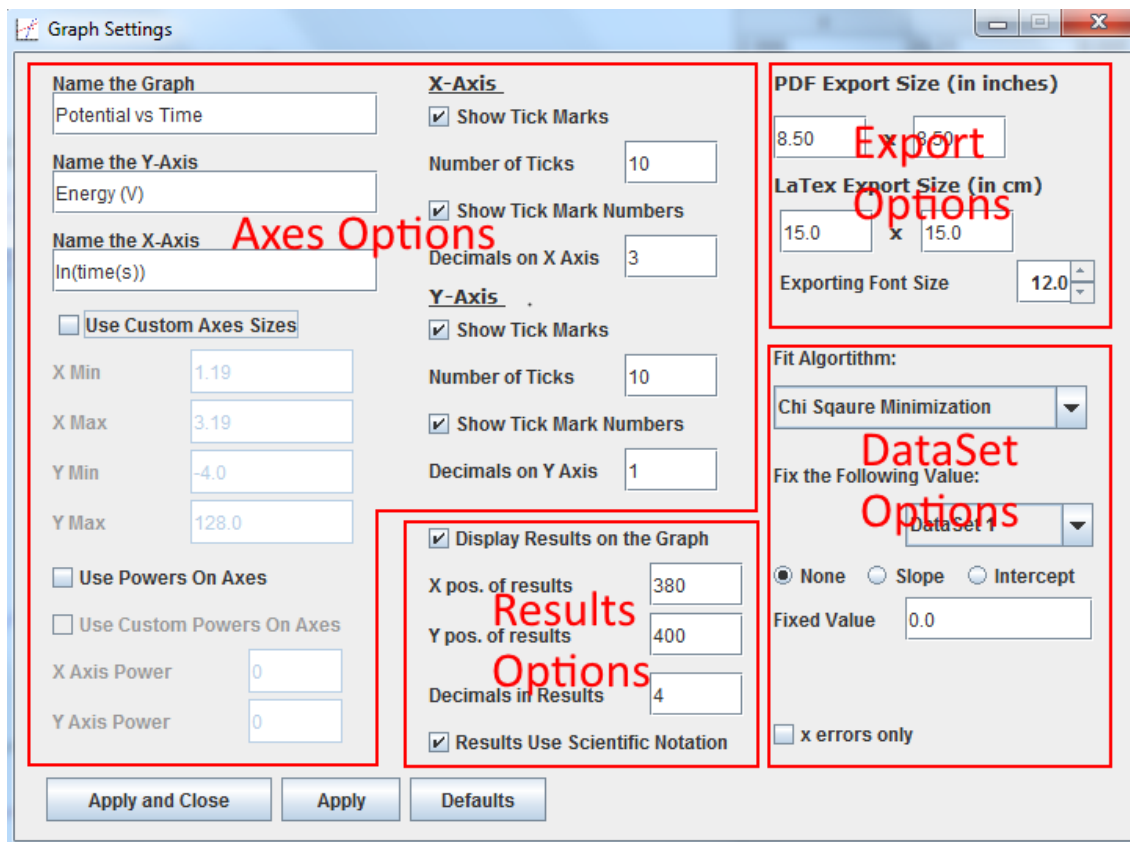 Graph Settings
Name the Graph
Potential vs Time
Name the Y-Axis
Energy (V)
Name the X-Axis
ln(time(s))
Axes Options
Use Custom Axes Sizes
X Min 1.19
X Max 3.19
Y Min -4.0
Y Max 128.0
Use Powers On Axes
Use Custom Powers On Axes
X Axis Power 0
Y Axis Power 0
X-Axis
Show Tick Marks
Number of Ticks 10
Show Tick Mark Numbers
Decimals on X Axis 3
Y-Axis
Show Tick Marks
Number of Ticks 10
Show Tick Mark Numbers
Decimals on Y Axis 1
Display Results on the Graph
X pos. of results 380
Y pos. of results 400
Decimals in Results 4
Results Use Scientific Notation
Results
Options
PDF Export Size (in inches)
8.50 x 8.50
LaTex Export Size (in cm)
15.0 x 15.0
Exporting Font Size 12.0
Export
Options
Fit Algortithm:
Chi Sqaure Minimization
Fix the Following Value:
DataSet 1
None Slope Intercept
Fixed Value 0.0
x errors only
DataSet
Options
Apply and Close Apply Defaults